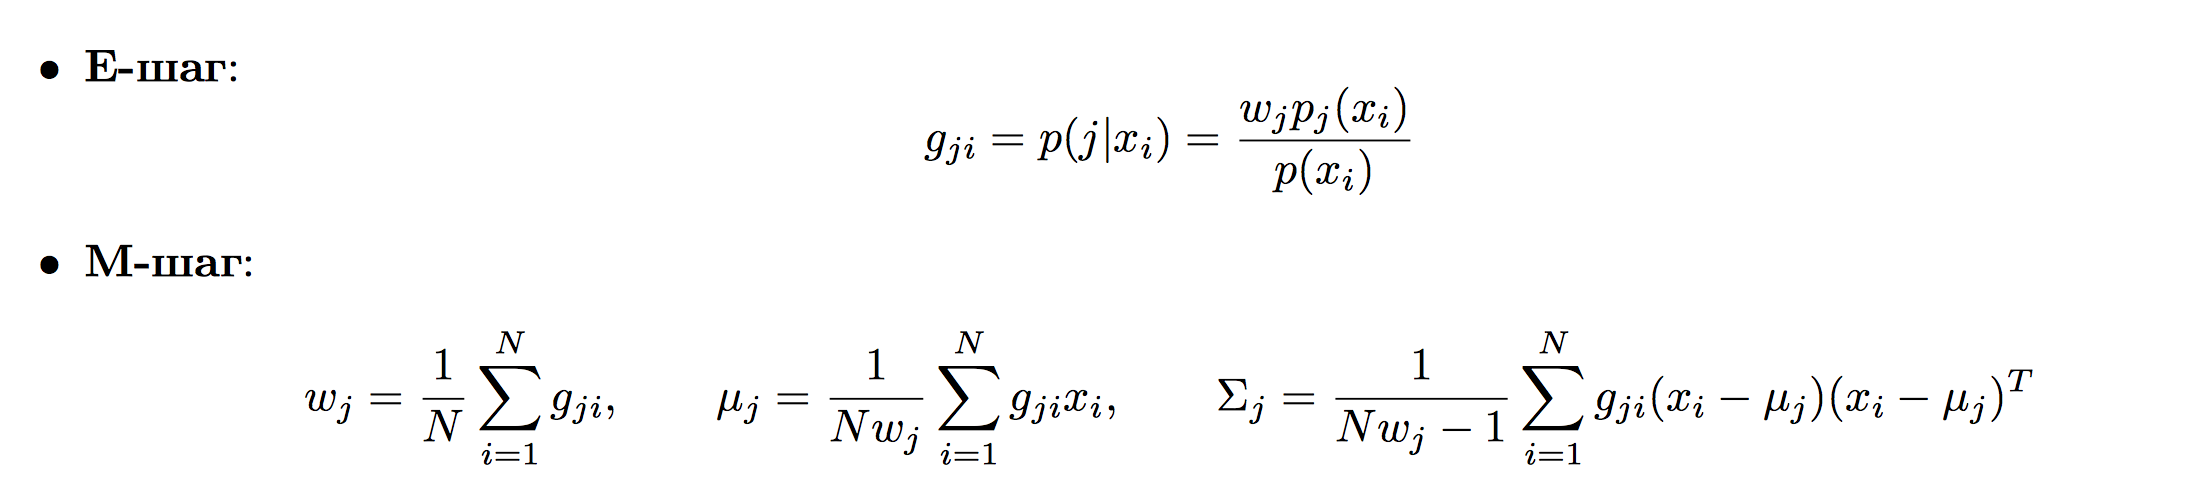 • Е-шаг:
$$g_{ji} = p(j|x_i) = \frac{w_j p_j(x_i)}{p(x_i)}$$
• М-шаг:
$$w_j = \frac{1}{N} \sum_{i=1}^{N} g_{ji}, \qquad \mu_j = \frac{1}{N w_j} \sum_{i=1}^{N} g_{ji} x_i, \qquad \Sigma_j = \frac{1}{N w_j - 1} \sum_{i=1}^{N} g_{ji} (x_i - \mu_j)(x_i - \mu_j)^T$$